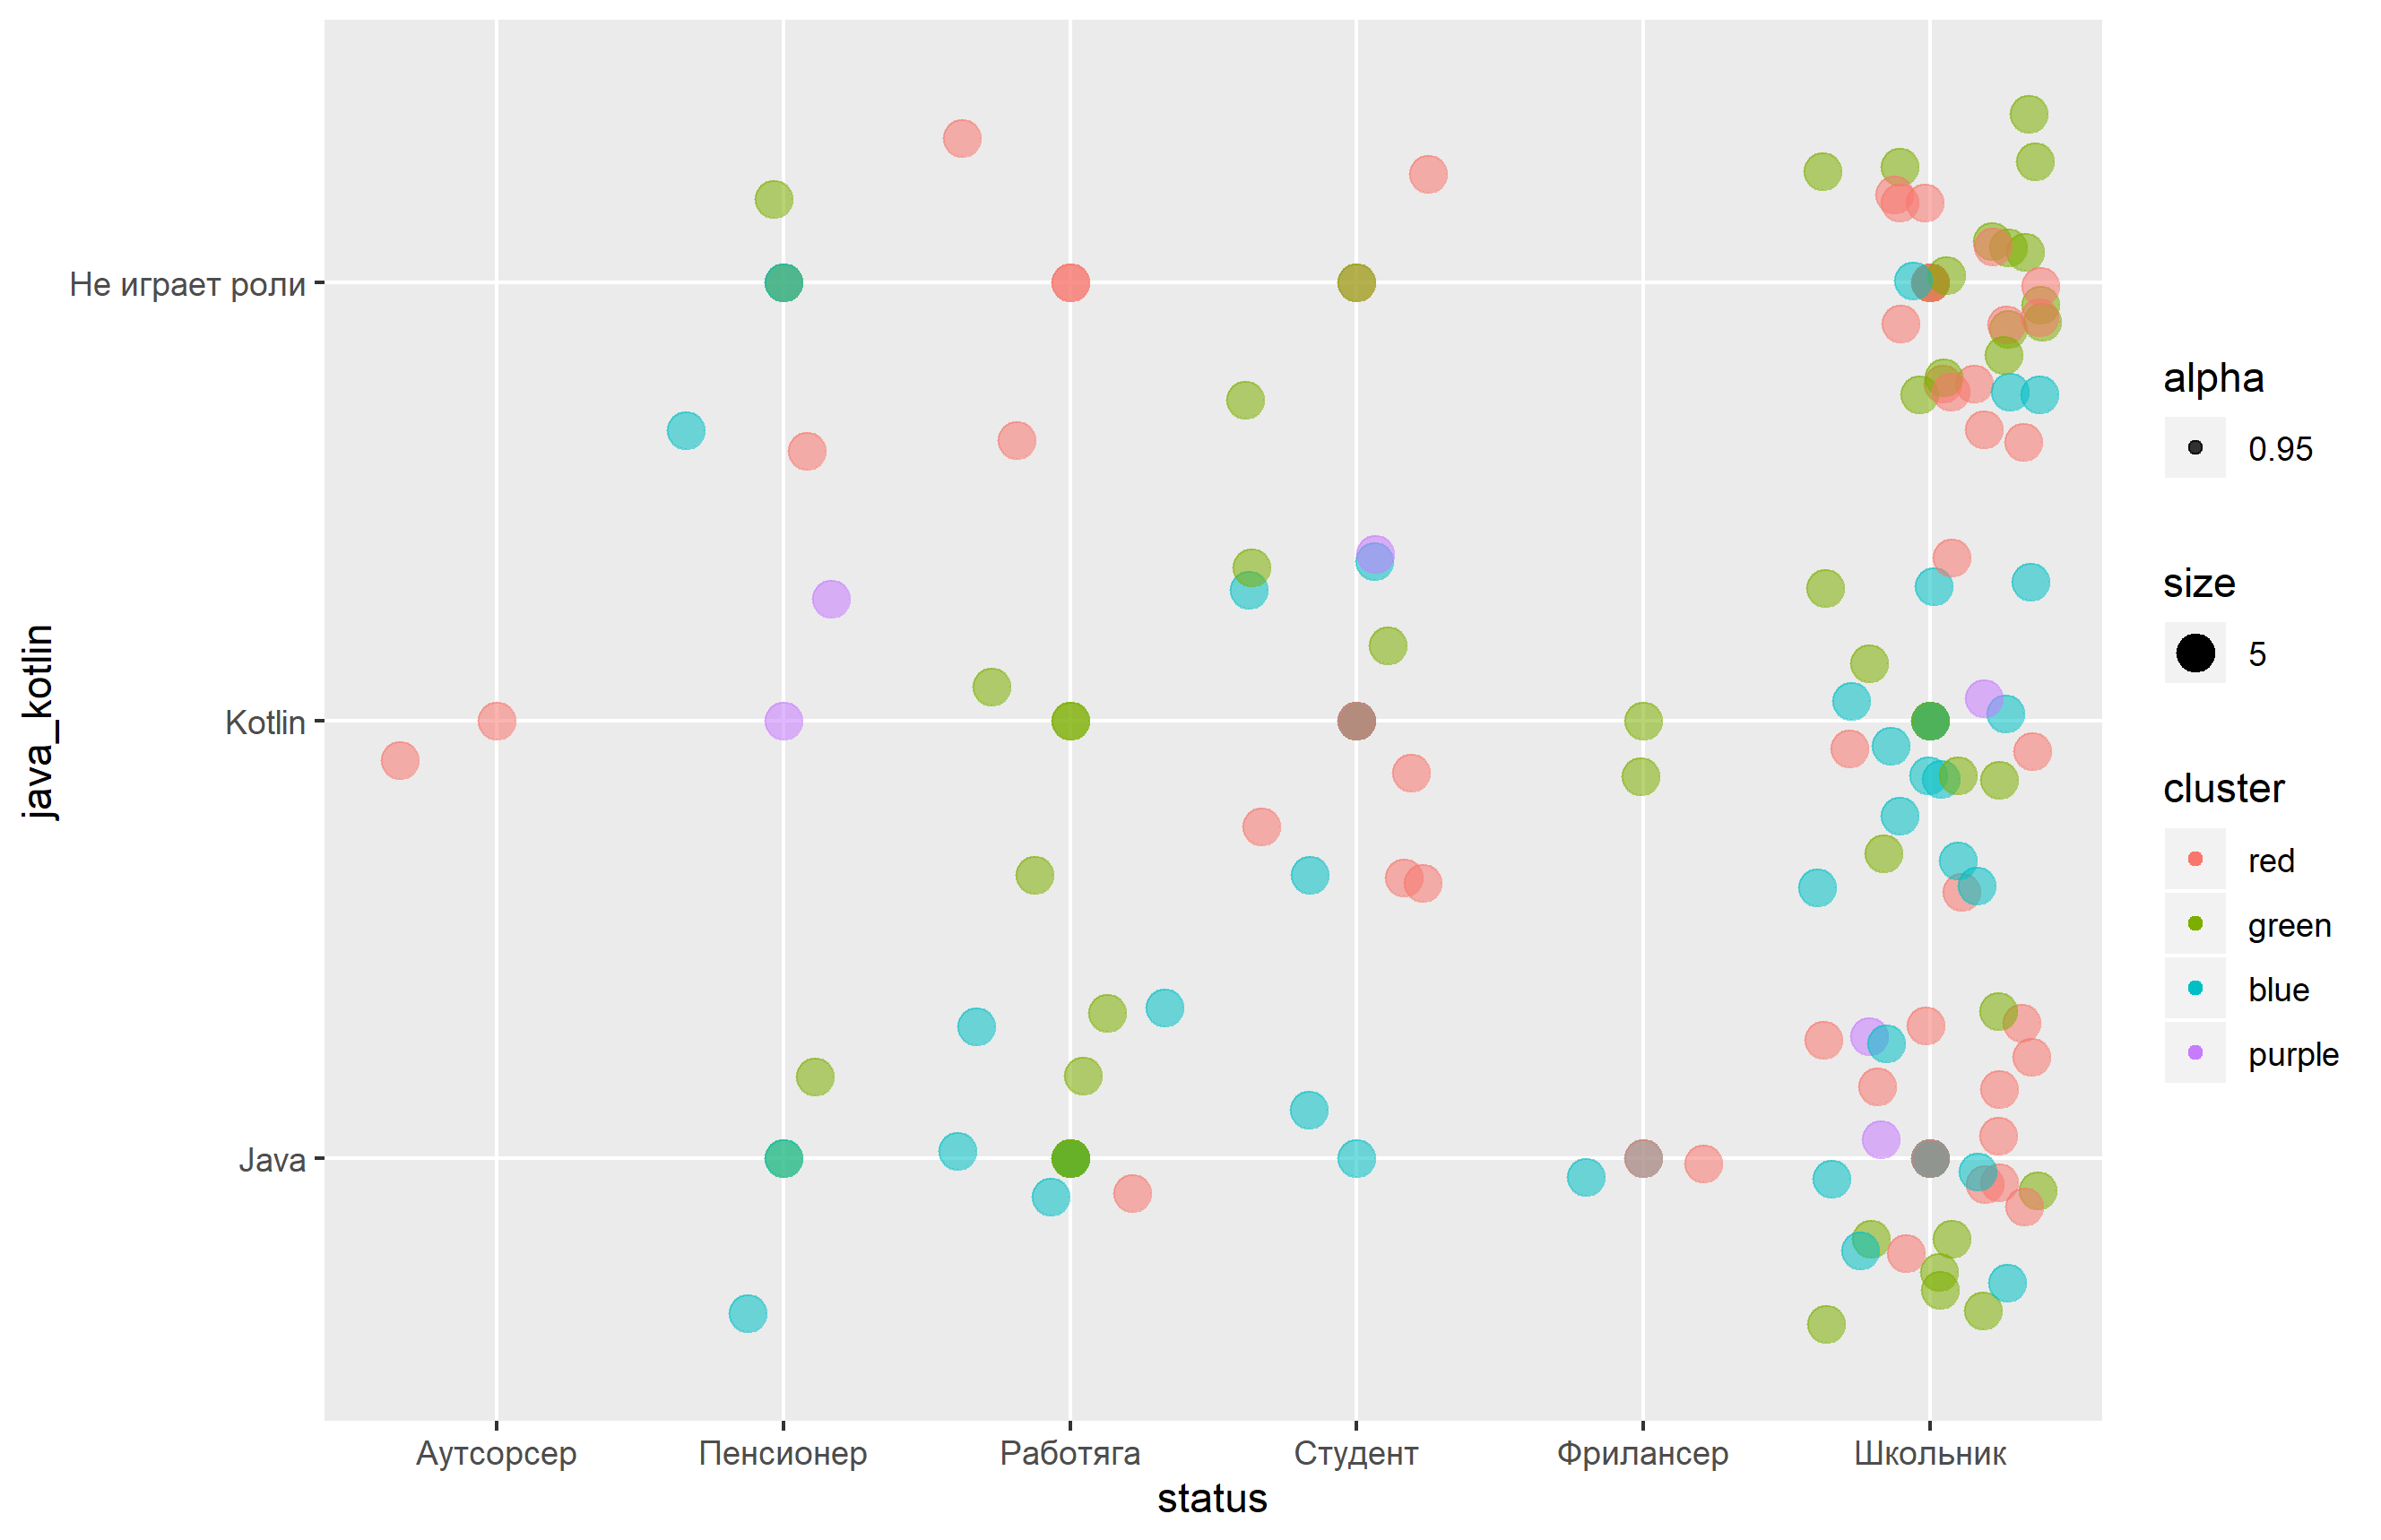 java_kotlin
Не играет роли
Kotlin
Java
Аутсорсер
Пенсионер
Работяга
Студент
Фрилансер
Школьник
status
alpha
0.95
size
5
cluster
red
green
blue
purple